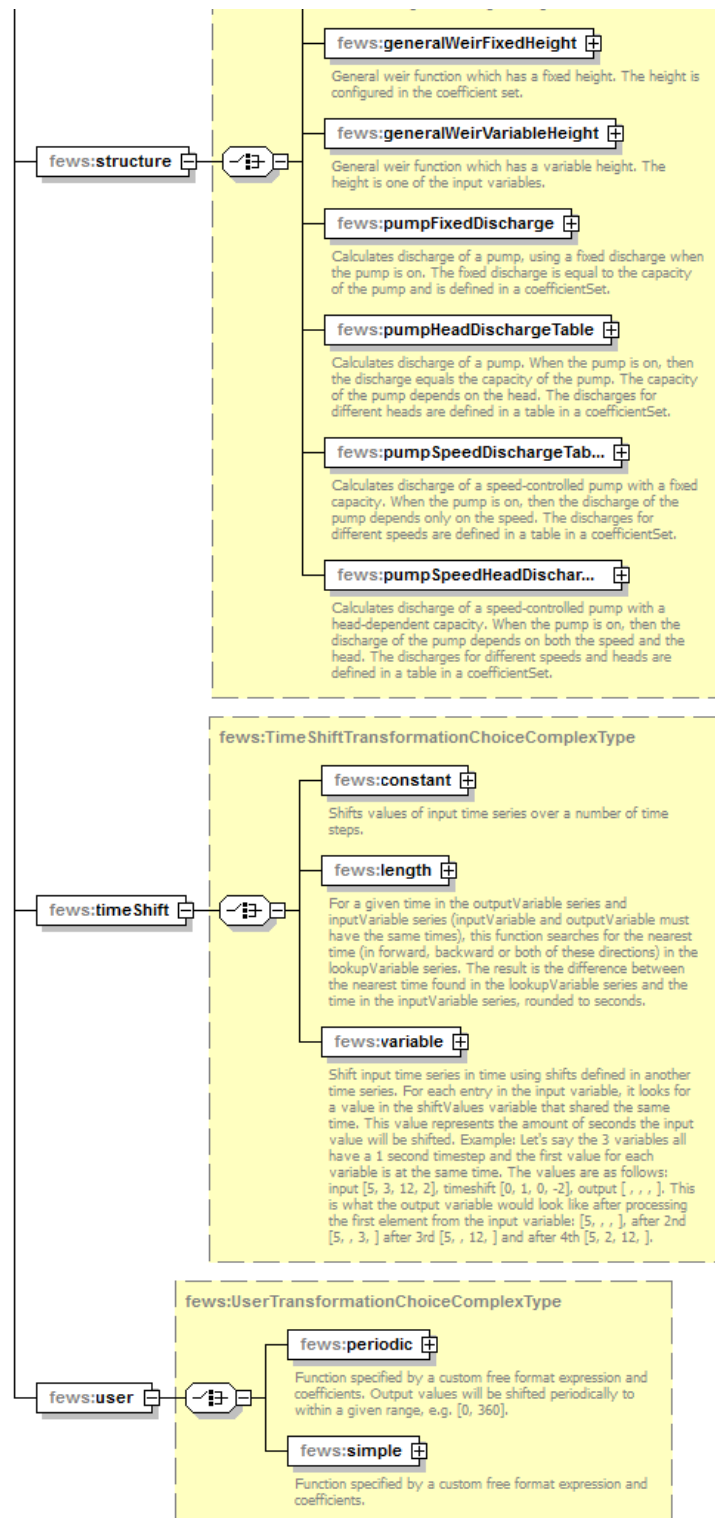 fews:generalWeirFixedHeight
General weir function which has a fixed height. The height is
configured in the coefficient set.
fews:generalWeirVariableHeight
General weir function which has a variable height. The
height is one of the input variables.
fews:structure
fews:pumpFixedDischarge
Calculates discharge of a pump, using a fixed discharge when
the pump is on. The fixed discharge is equal to the capacity
of the pump and is defined in a coefficientSet.
fews:pumpHeadDischargeTable
Calculates discharge of a pump. When the pump is on, then
the discharge equals the capacity of the pump. The capacity
of the pump depends on the head. The discharges for
different heads are defined in a table in a coefficientSet.
fews:pumpSpeedDischargeTab...
Calculates discharge of a speed-controlled pump with a fixed
capacity. When the pump is on, then the discharge of the
pump depends only on the speed. The discharges for
different speeds are defined in a table in a coefficientSet.
fews:pumpSpeedHeadDischar...
Calculates discharge of a speed-controlled pump with a
head-dependent capacity. When the pump is on, then the
discharge of the pump depends on both the speed and the
head. The discharges for different speeds and heads are
defined in a table in a coefficientSet.
fews:TimeShiftTransformationChoiceComplexType
fews:constant
Shifts values of input time series over a number of time
steps.
fews:length
For a given time in the outputVariable series and
inputVariable series (inputVariable and outputVariable must
have the same times), this function searches for the nearest
time (in forward, backward or both of these directions) in the
lookupVariable series. The result is the difference between
the nearest time found in the lookupVariable series and the
time in the inputVariable series, rounded to seconds.
fews:timeShift
fews:variable
Shift input time series in time using shifts defined in another
time series. For each entry in the input variable, it looks for
a value in the shiftValues variable that shared the same
time. This value represents the amount of seconds the input
value will be shifted. Example: Let's say the 3 variables all
have a 1 second timestep and the first value for each
variable is at the same time. The values are as follows:
input [5, 3, 12, 2], timeshift [0, 1, 0, -2], output [ , , , ]. This
is what the output variable would look like after processing
the first element from the input variable: [5, , , ], after 2nd
[5, , 3, ] after 3rd [5, , 12, ] and after 4th [5, 2, 12, ].
fews:UserTransformationChoiceComplexType
fews:periodic
Function specified by a custom free format expression and
coefficients. Output values will be shifted periodically to
within a given range, e.g. [0, 360].
fews:user
fews:simple
Function specified by a custom free format expression and
coefficients.